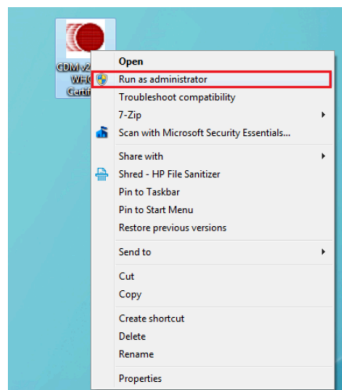 Open
CDM v2
Run as administrator
Troubleshoot compatibility
7-Zip
Scan with Microsoft Security Essentials...
Share with
Shred - HP File Sanitizer
Pin to Taskbar
Pin to Start Menu
Restore previous versions
Send to
Cut
Copy
Create shortcut
Delete
Rename
Properties